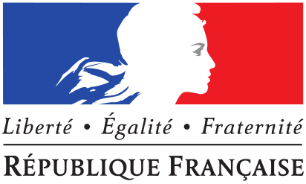 Liberté • Égalité • Fraternité
RÉPUBLIQUE FRANÇAISE